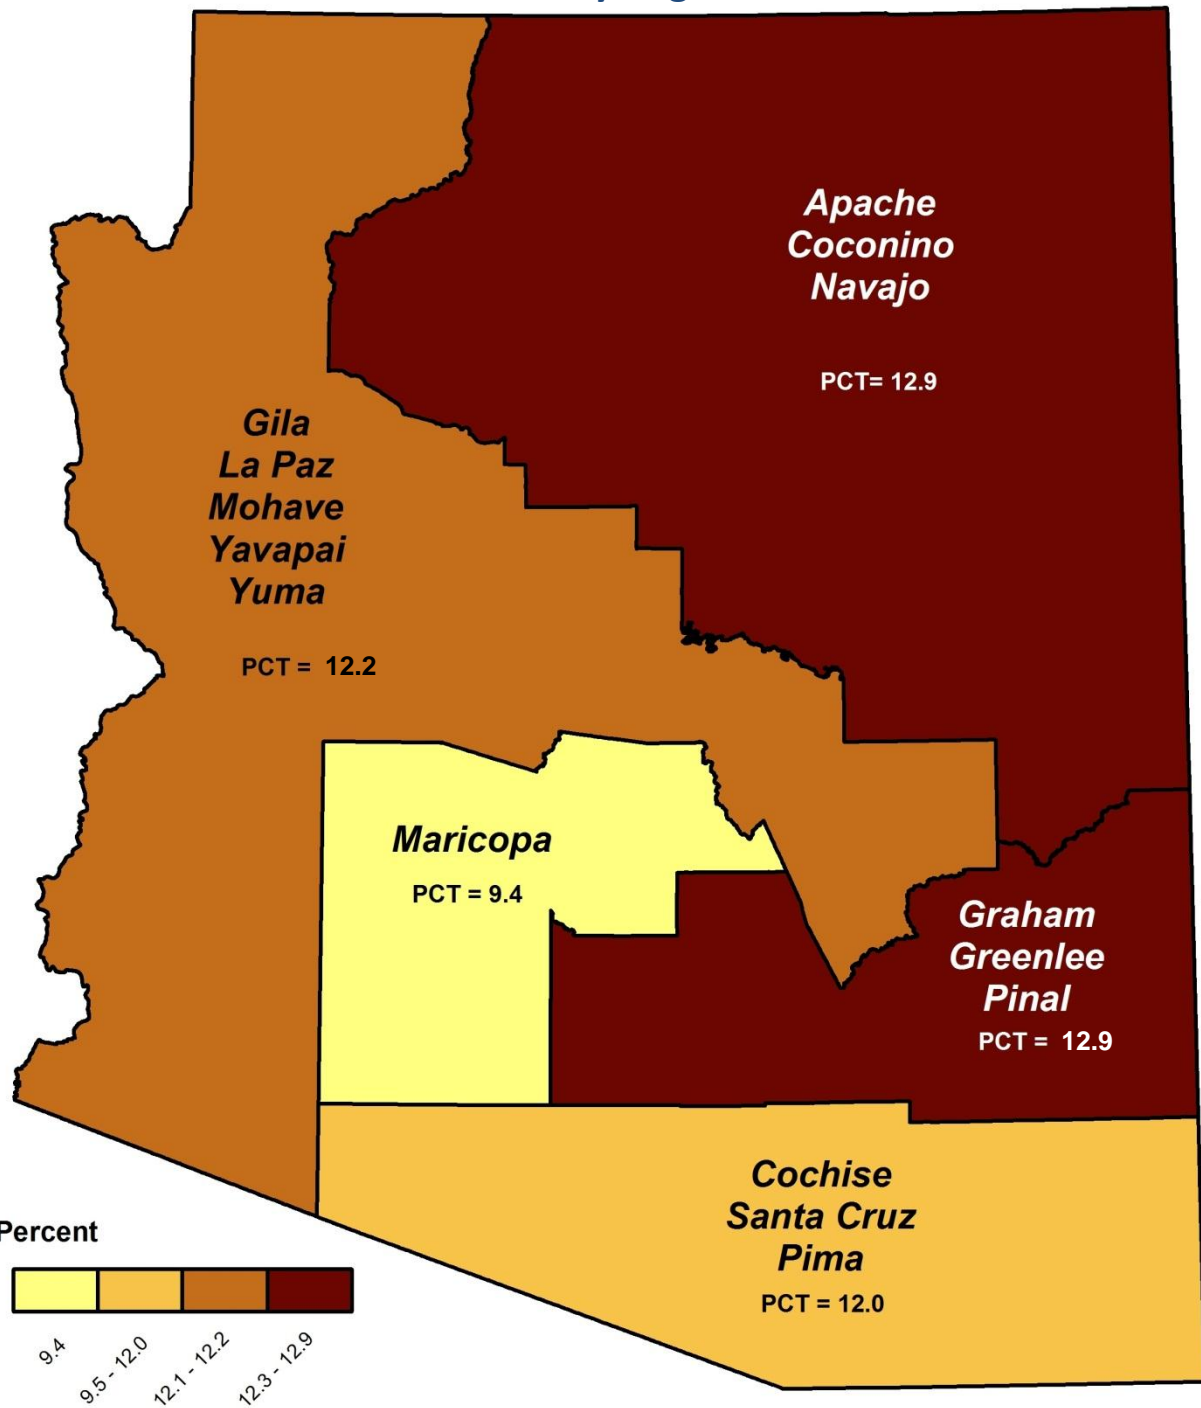 Apache
Coconino
Navajo
PCT= 12.9
Gila
La Paz
Mohave
Yavapai
Yuma
PCT = 12.2
Maricopa
PCT = 9.4
Graham
Greenlee
Pinal
PCT = 12.9
Cochise
Santa Cruz
Pima
PCT = 12.0
Percent
9.4
9.5 - 12.0
12.1 - 12.2
12.3 - 12.9